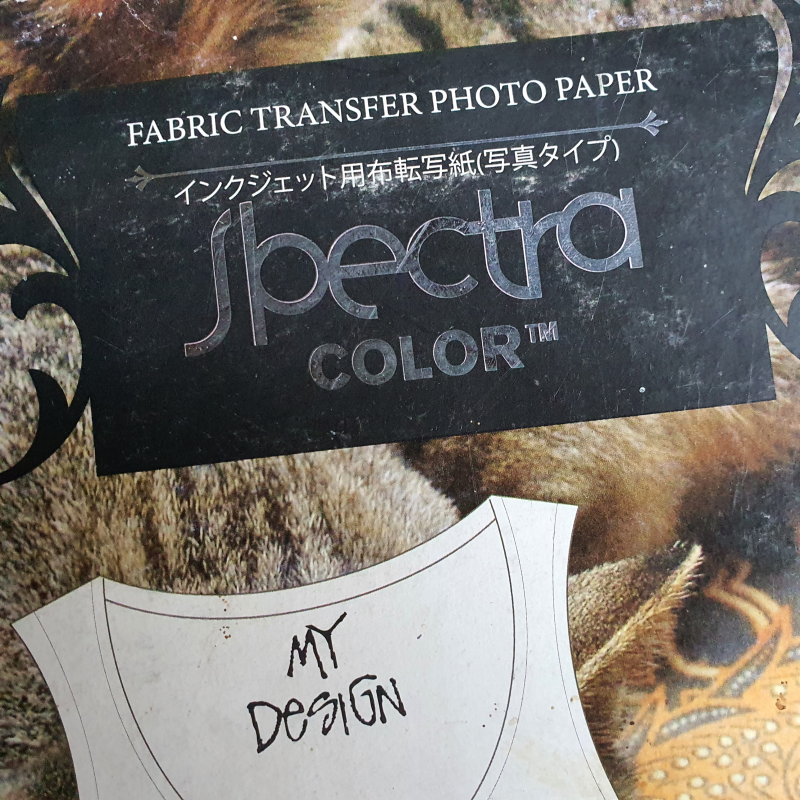 FABRIC TRANSFER PHOTO PAPER
インクジェット用布転写紙(写真タイプ)
Spectra
COLOR™
MY
DESIGN